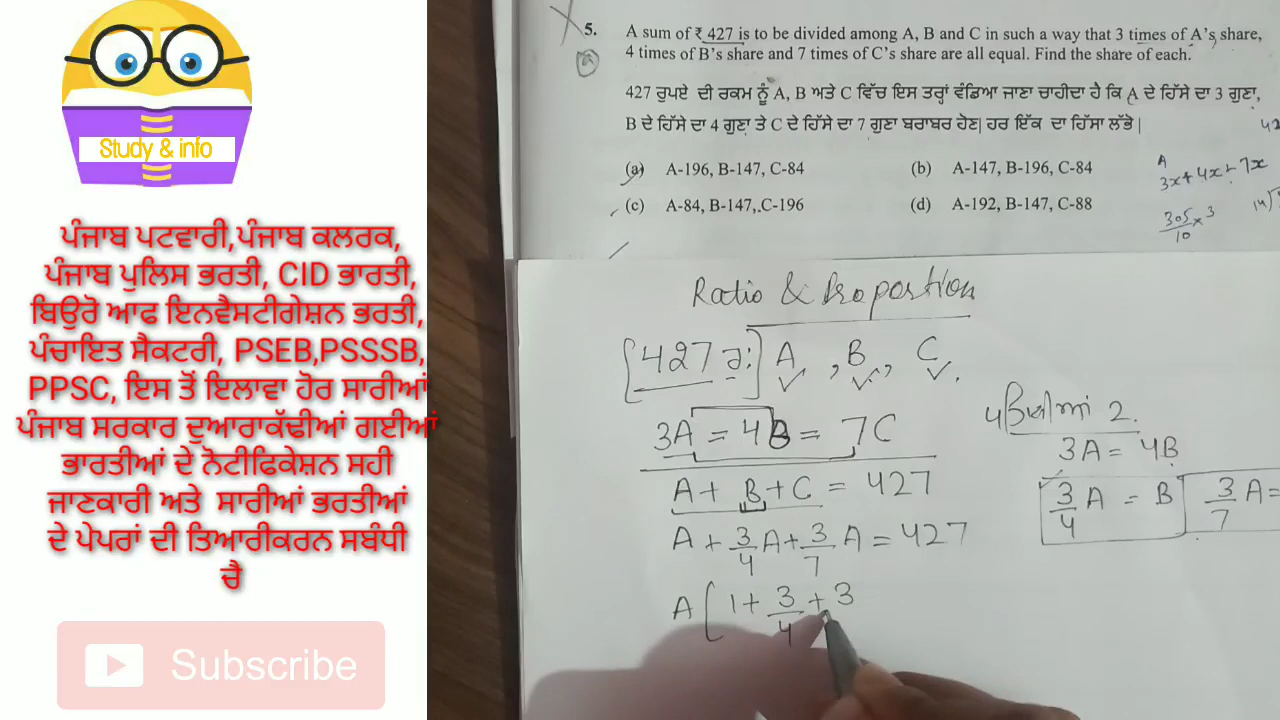 Study & info
ਪੰਜਾਬ ਪਟਵਾਰੀ,ਪੰਜਾਬ ਕਲਰਕ,
ਪੰਜਾਬ ਪੁਲਿਸ ਭਰਤੀ, CID ਭਾਰਤੀ,
ਬਿਉਰੋ ਆਫ ਇਨਵੈਸਟੀਗੇਸ਼ਨ ਭਰਤੀ,
ਪੰਚਾਇਤ ਸੈਕਟਰੀ, PSEB,PSSSB,
PPSC, ਇਸ ਤੋਂ ਇਲਾਵਾ ਹੋਰ ਸਾਰੀਆਂ
ਪੰਜਾਬ ਸਰਕਾਰ ਦੁਆਰਾਕੱਢੀਆਂ ਗਈਆਂ
ਭਾਰਤੀਆਂ ਦੇ ਨੋਟੀਫਿਕੇਸ਼ਨ ਸਹੀ
ਜਾਣਕਾਰੀ ਅਤੇ ਸਾਰੀਆਂ ਭਰਤੀਆਂ
ਦੇ ਪੇਪਰਾਂ ਦੀ ਤਿਆਰੀਕਰਨ ਸਬੰਧੀ
ਚੈ
Subscribe
5. A sum of ₹ 427 is to be divided among A, B and C in such a way that 3 times of A's share,
4 times of B's share and 7 times of C's share are all equal. Find the share of each.
(a)
427 ਰੁਪਏ ਦੀ ਰਕਮ ਨੂੰ A, B ਅਤੇ C ਵਿੱਚ ਇਸ ਤਰ੍ਹਾਂ ਵੰਡਿਆ ਜਾਣਾ ਚਾਹੀਦਾ ਹੈ ਕਿ A ਦੇ ਹਿੱਸੇ ਦਾ 3 ਗੁਣਾ,
B ਦੇ ਹਿੱਸੇ ਦਾ 4 ਗੁਣਾ ਤੇ C ਦੇ ਹਿੱਸੇ ਦਾ 7 ਗੁਣਾ ਬਰਾਬਰ ਹੋਣ| ਹਰ ਇੱਕ ਦਾ ਹਿੱਸਾ ਲੱਭੋ |
(a) A-196, B-147, C-84 (b) A-147, B-196, C-84
(c) A-84, B-147, C-196 (d) A-192, B-147, C-88
A
3x+4x+7x
305/10 × 3
Ratio & Proportion
[427 ਰੁ:] A, B, C.
3A = 4B = 7C
A + B + C = 427
A + 3/4 A + 3/7 A = 427
A [ 1 + 3/4 + 3
3A = 4B
3/4 A = B 3/7 A =